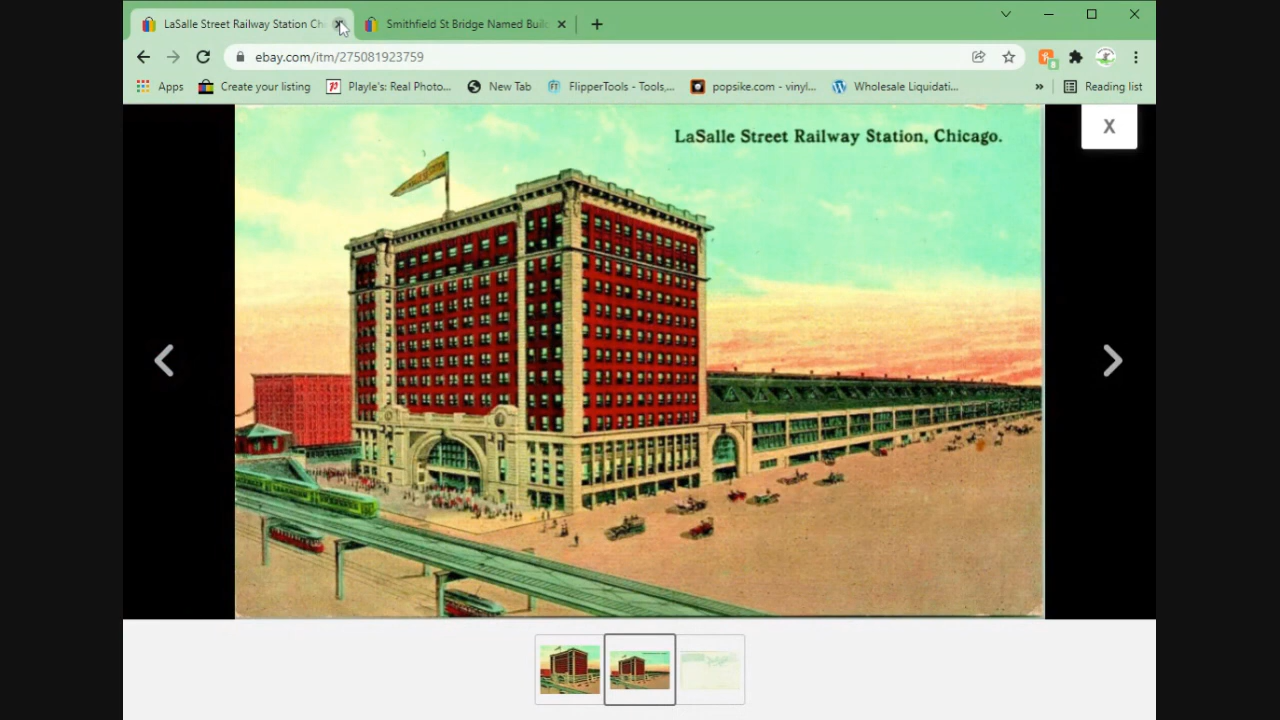 LaSalle Street Railway Station Ch
Smithfield St Bridge Named Buil
ebay.com/itm/275081923759
Apps
Create your listing
Playle's: Real Photo...
New Tab
FT
FlipperTools - Tools,...
popsike.com - vinyl...
Wholesale Liquidati...
»
Reading list
LaSalle Street Railway Station, Chicago.
X